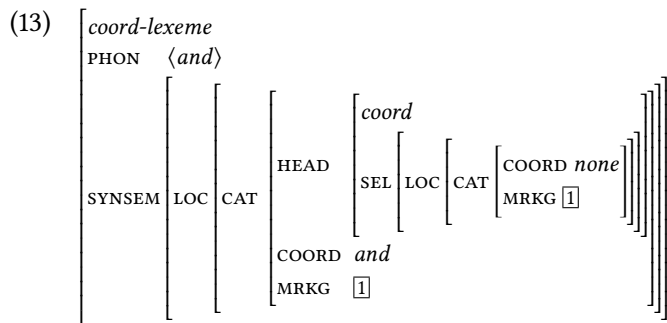 (13)
coord-lexeme
PHON ⟨and⟩
coord
HEAD
COORD none
SYNSEM LOC CAT SEL LOC CAT
MRKG 1
COORD and
MRKG 1